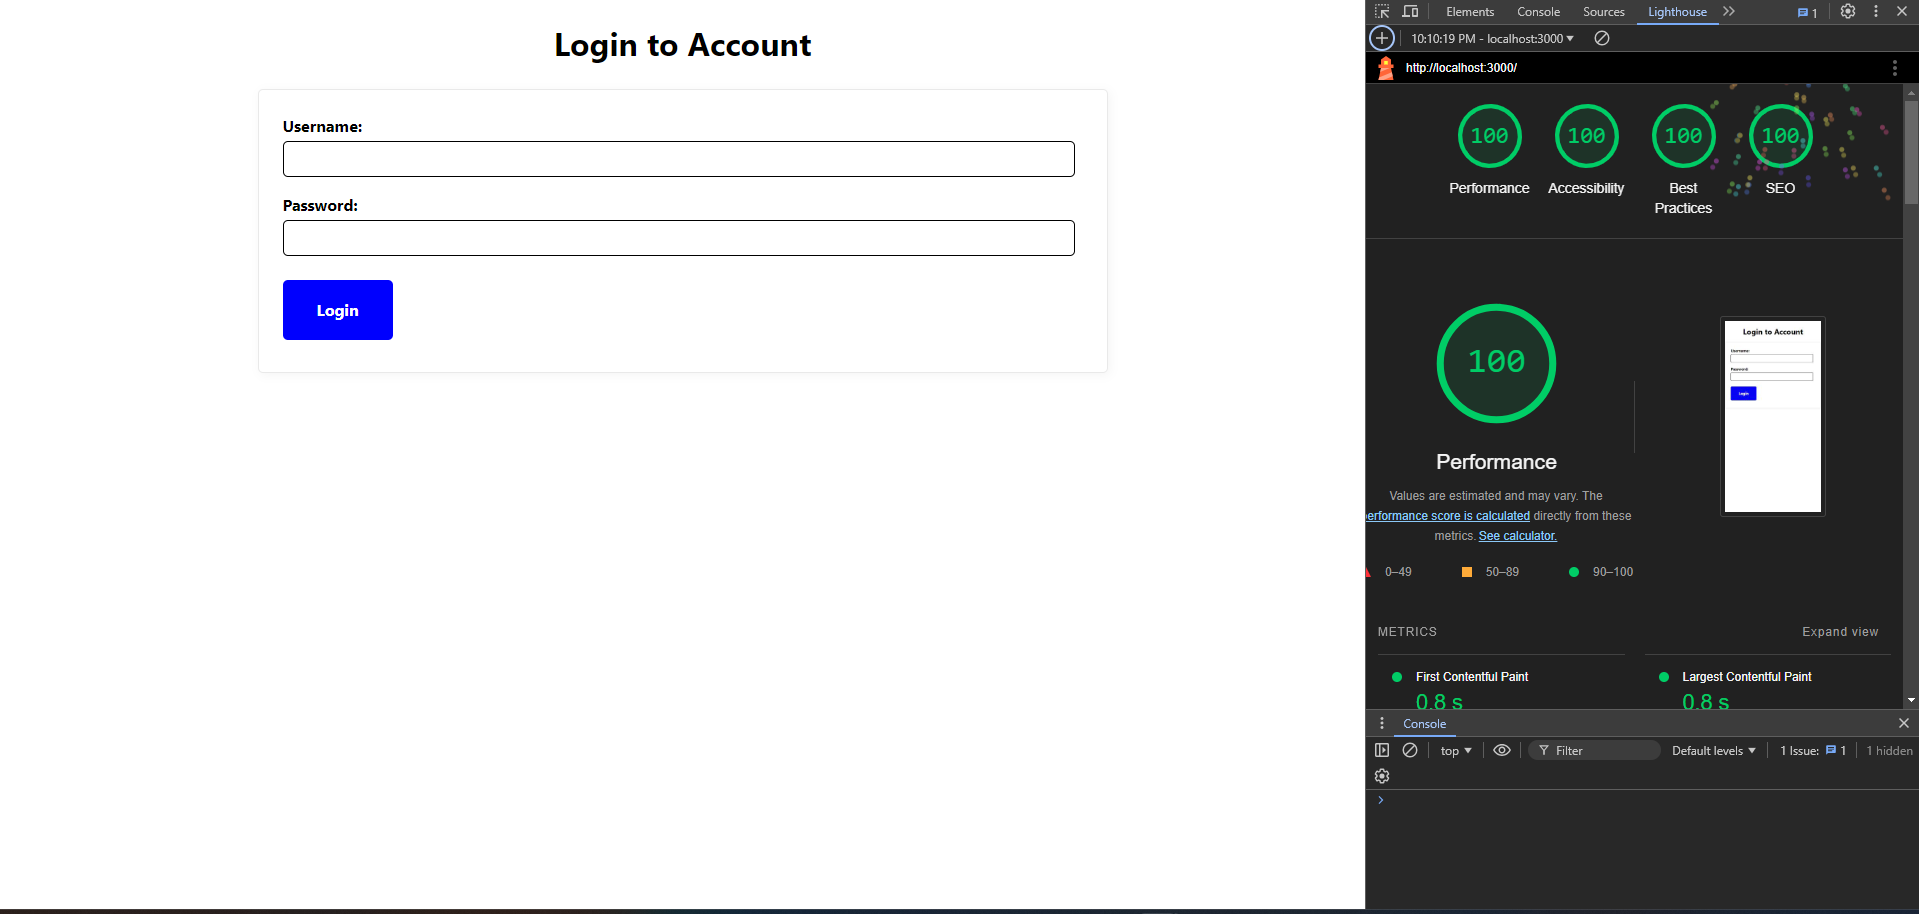 Login to Account
Username:
Password:
Login
Elements Console Sources Lighthouse 1
10:10:19 PM - localhost:3000
http://localhost:3000/
100 100 100 100
Performance Accessibility Best Practices SEO
100
Performance
Values are estimated and may vary. The
erformance score is calculated directly from these
metrics. See calculator.
0–49 50–89 90–100
Login to Account
Username:
Password:
Login
METRICS Expand view
First Contentful Paint Largest Contentful Paint
0.8 s 0.8 s
Console
top Filter Default levels 1 Issue: 1 1 hidden